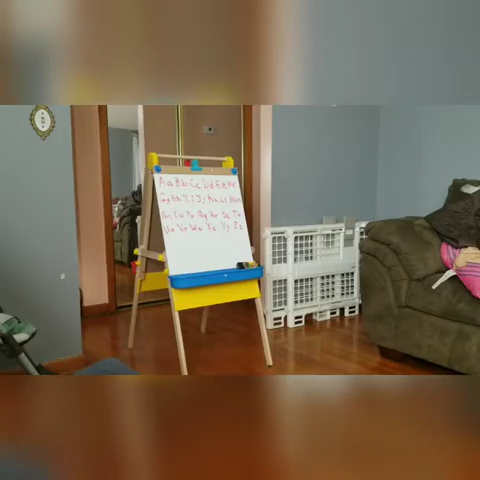 Aa Bb Cc Dd Ee Ff
Gg Hh Ii Jj Kk Ll Mm
Nn Oo Pp Qq Rr Ss Tt
Uu Vv Ww Xx Yy Zz